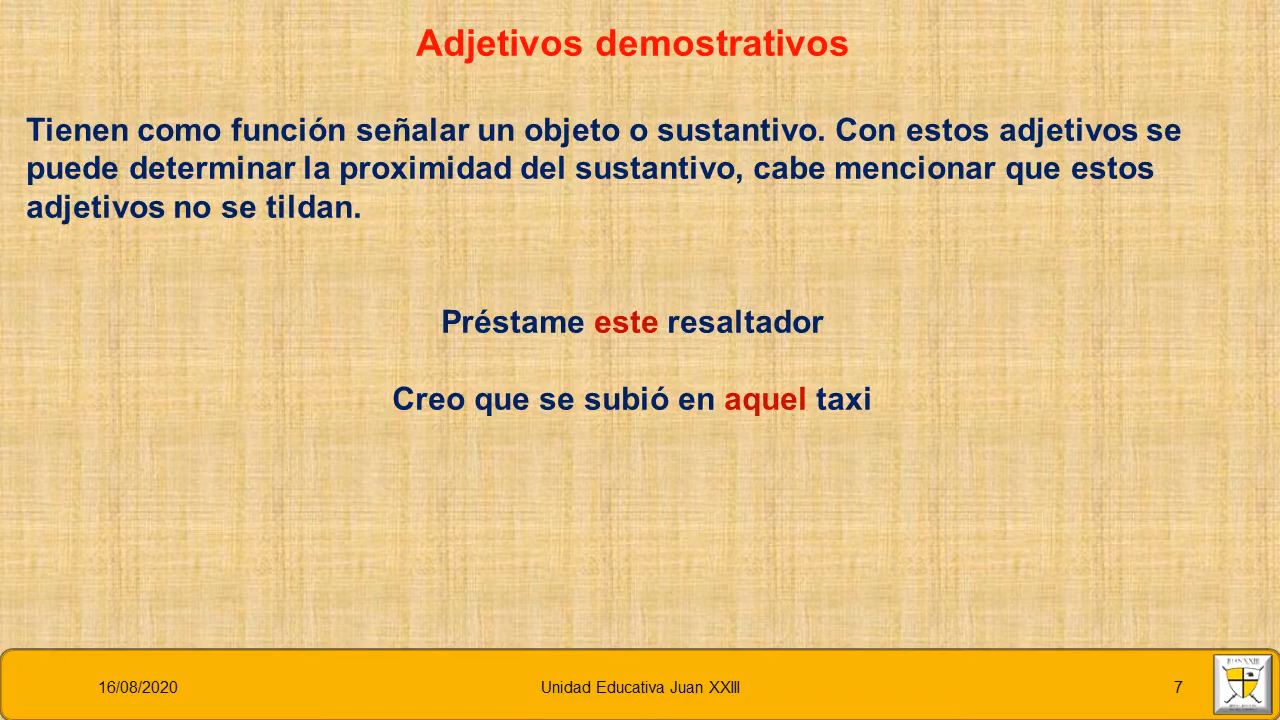 Adjetivos demostrativos
Tienen como función señalar un objeto o sustantivo. Con estos adjetivos se
puede determinar la proximidad del sustantivo, cabe mencionar que estos
adjetivos no se tildan.
Préstame este resaltador
Creo que se subió en aquel taxi
16/08/2020
Unidad Educativa Juan XXIII
7